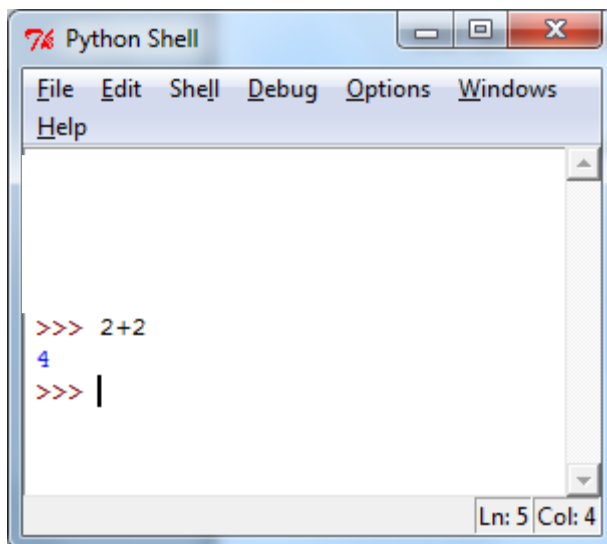 Python Shell
File Edit Shell Debug Options Windows
Help
>>> 2+2
4
>>>
Ln: 5 Col: 4